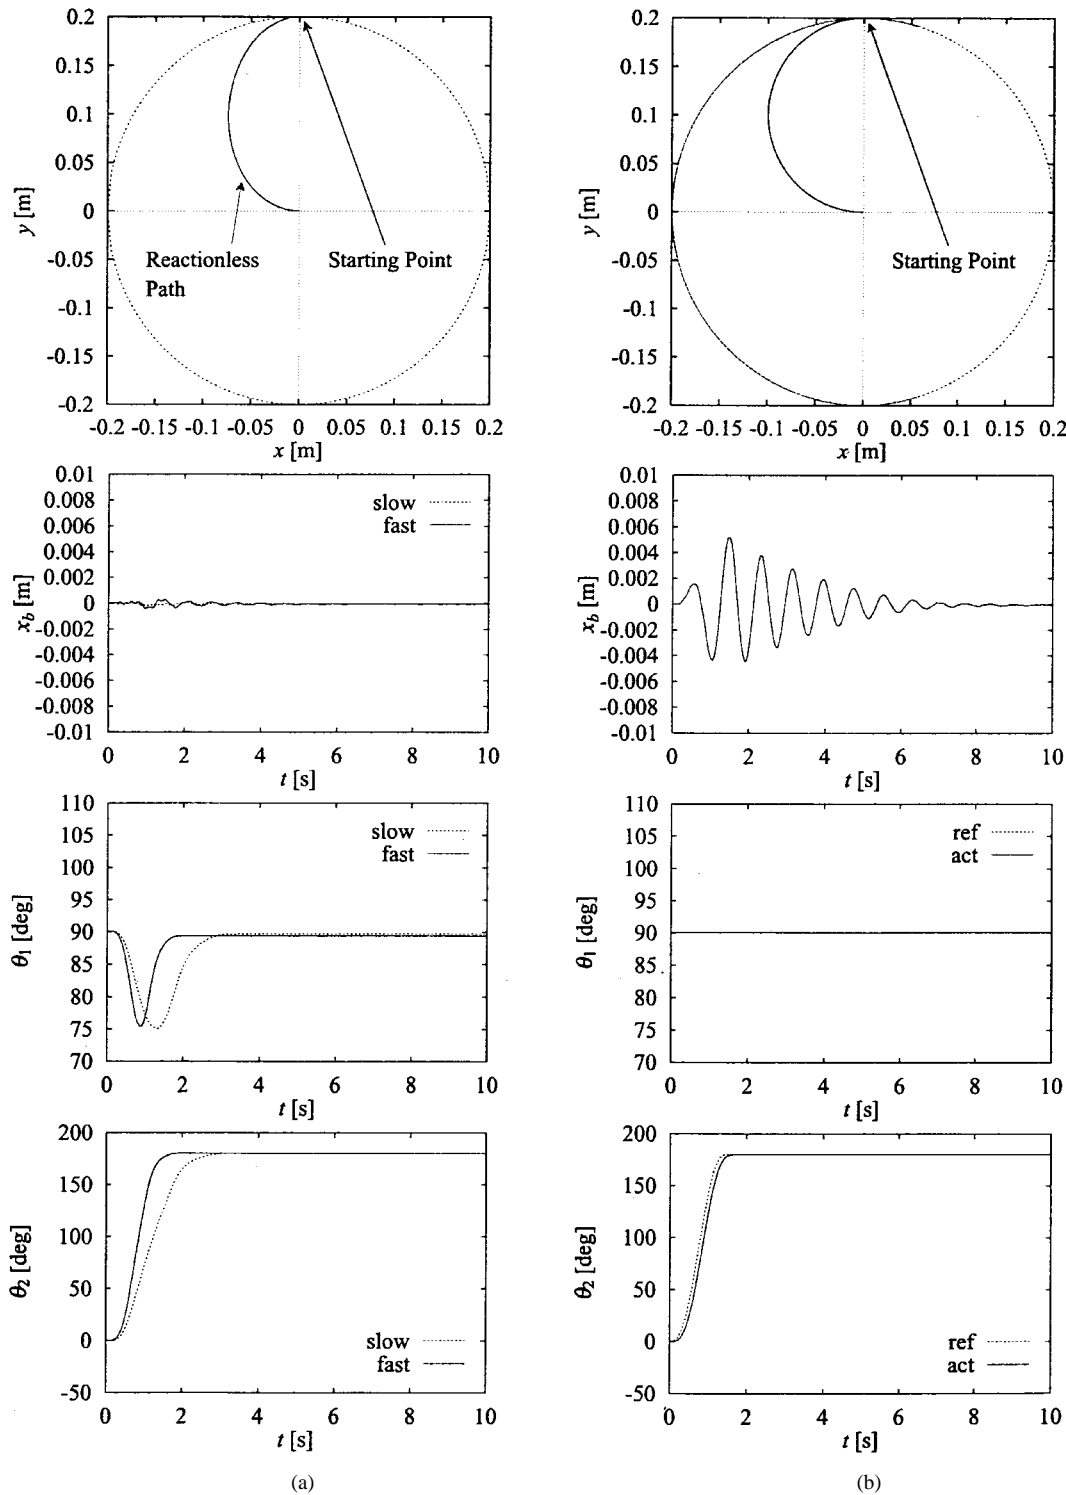 0.2
0.15
0.1
0.05
0
-0.05
-0.1
-0.15
-0.2
y [m]
Reactionless
Path
Starting Point
-0.2 -0.15 -0.1 -0.05 0 0.05 0.1 0.15 0.2
x [m]
0.01
0.008
0.006
0.004
0.002
0
-0.002
-0.004
-0.006
-0.008
-0.01
x_b [m]
slow
fast
0 2 4 6 8 10
t [s]
110
105
100
95
90
85
80
75
70
θ1 [deg]
slow
fast
0 2 4 6 8 10
t [s]
200
150
100
50
0
-50
θ2 [deg]
slow
fast
0 2 4 6 8 10
t [s]
(a)
0.2
0.15
0.1
0.05
0
-0.05
-0.1
-0.15
-0.2
y [m]
Starting Point
-0.2 -0.15 -0.1 -0.05 0 0.05 0.1 0.15 0.2
x [m]
0.01
0.008
0.006
0.004
0.002
0
-0.002
-0.004
-0.006
-0.008
-0.01
x_b [m]
0 2 4 6 8 10
t [s]
110
105
100
95
90
85
80
75
70
θ1 [deg]
ref
act
0 2 4 6 8 10
t [s]
200
150
100
50
0
-50
θ2 [deg]
ref
act
0 2 4 6 8 10
t [s]
(b)